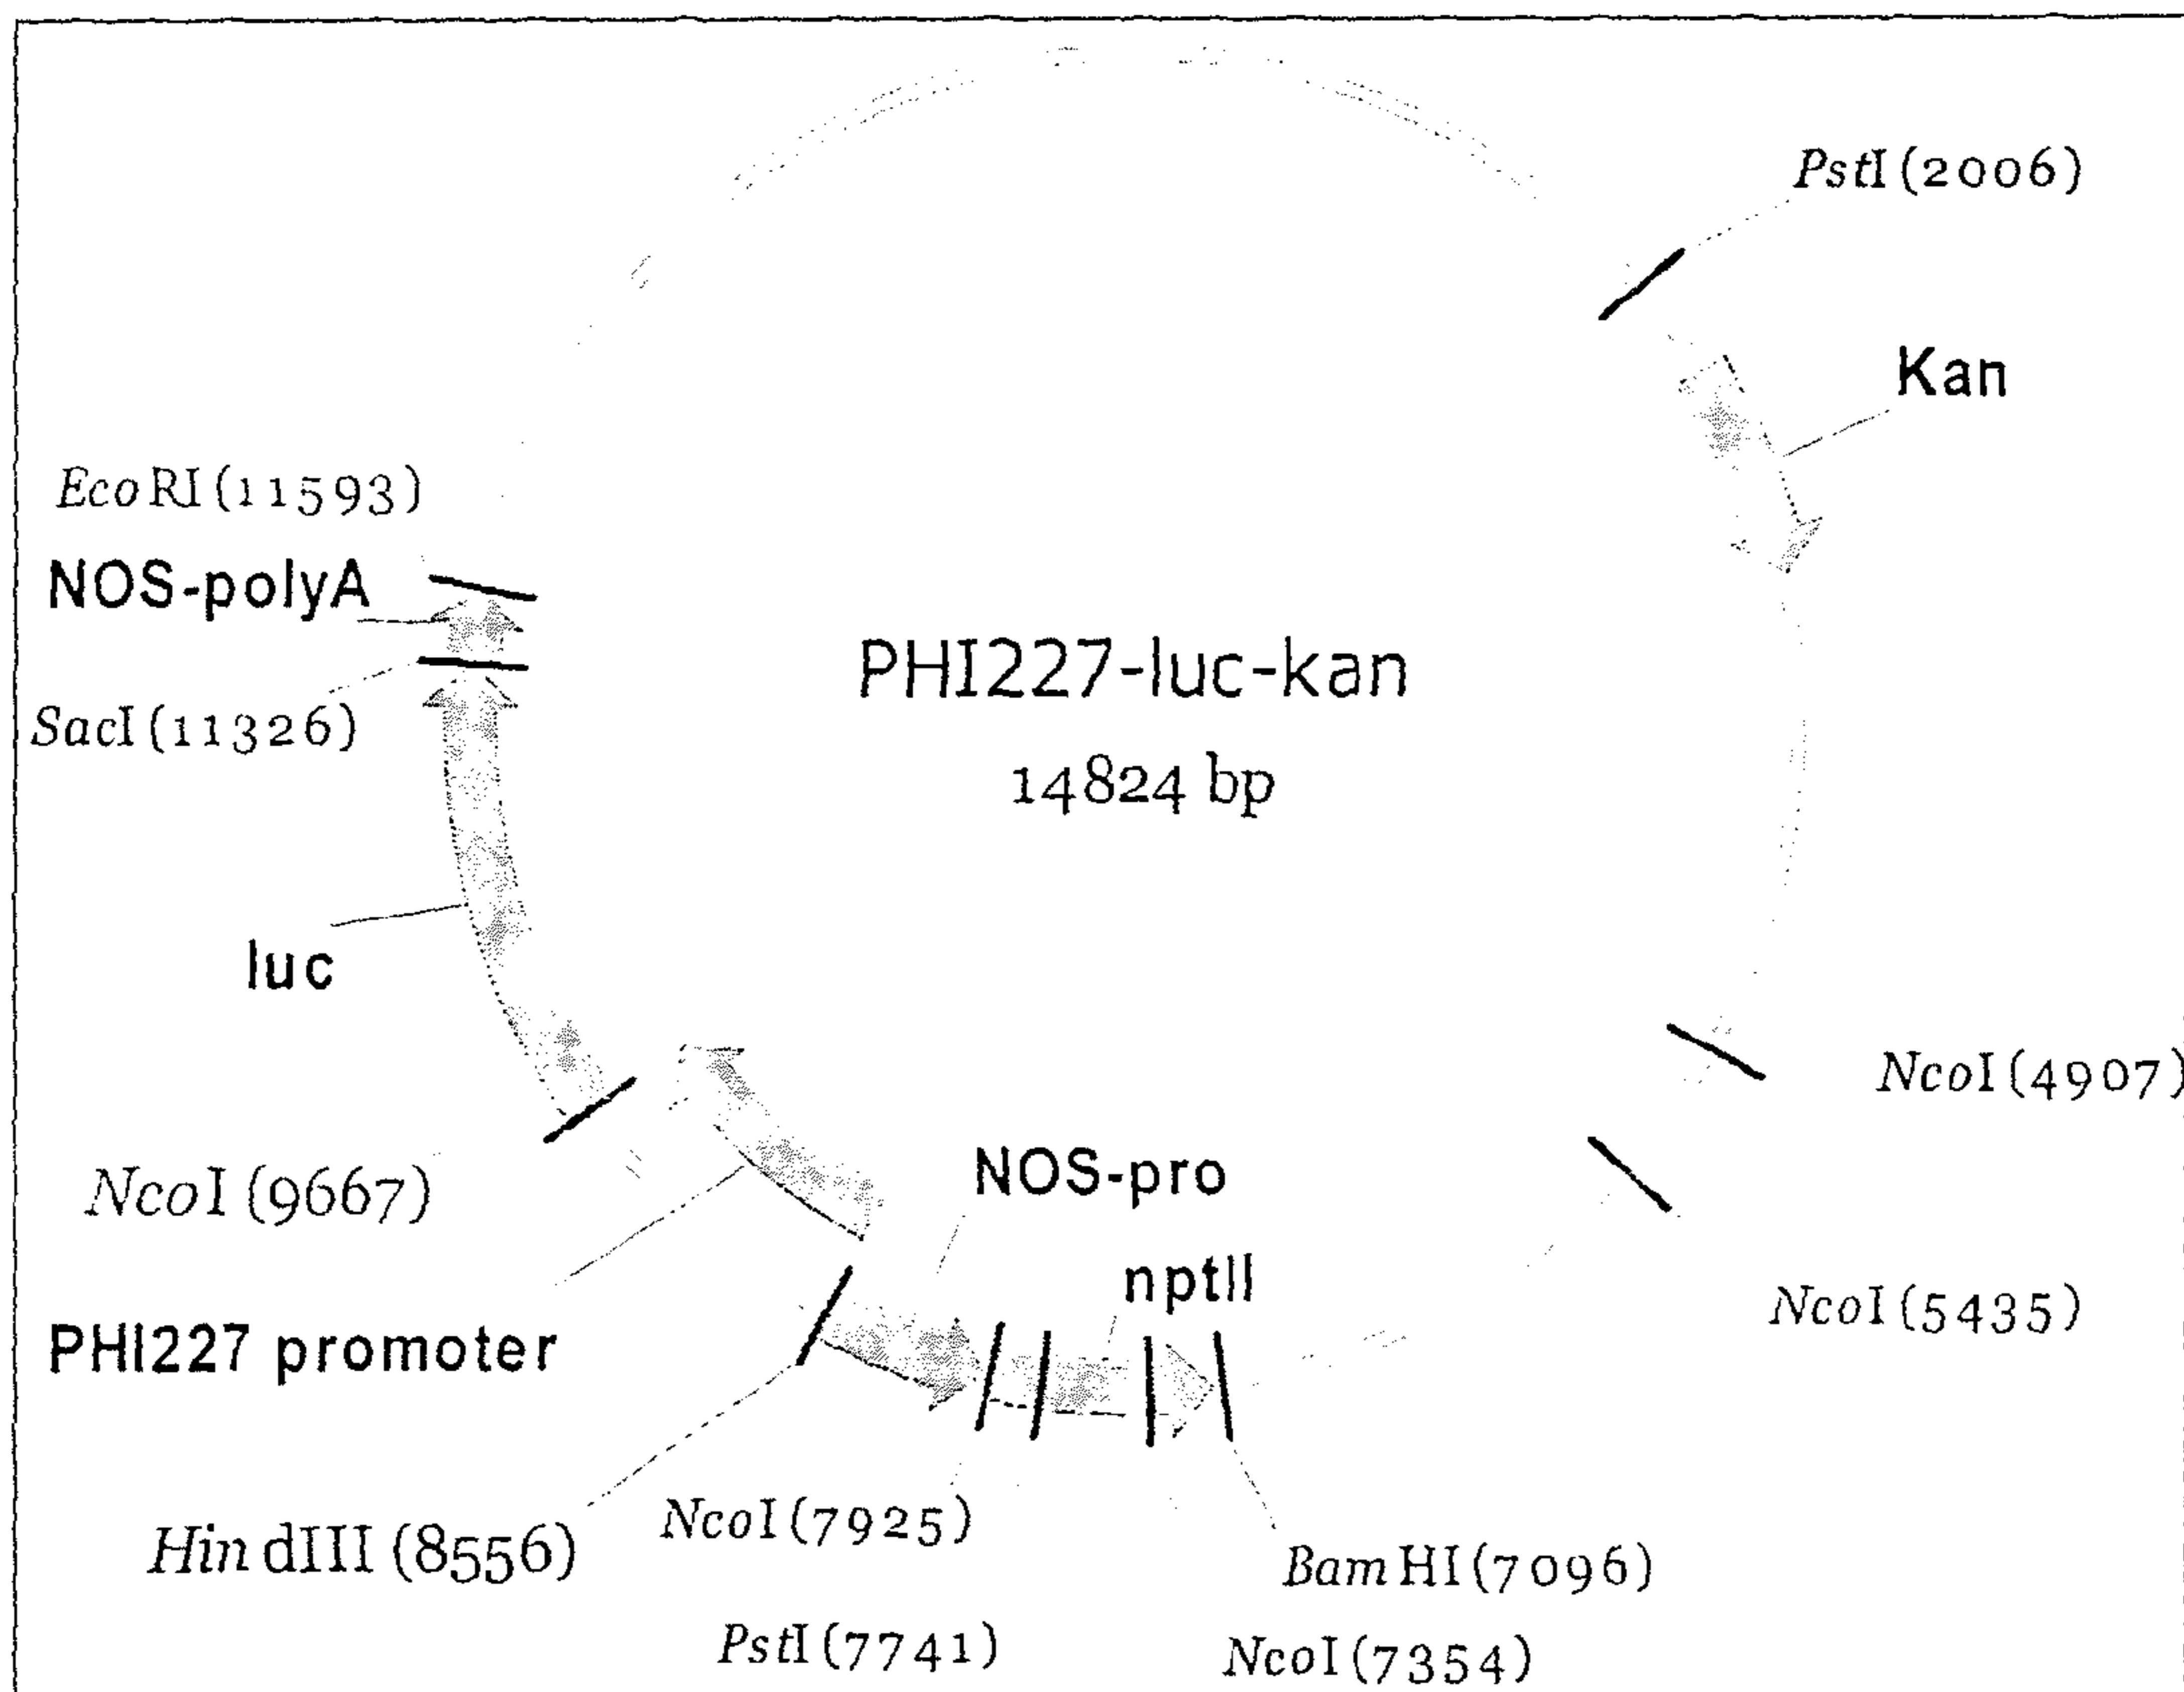 PstI (2006)
Kan
EcoRI (11593)
NOS-polyA
PHI227-luc-kan
SacI (11326)
14824 bp
luc
NcoI (4907)
NcoI (9667)
NOS-pro
nptII
NcoI (5435)
PHI227 promoter
NcoI (7925)
HindIII (8556)
BamHI (7096)
PstI (7741)
NcoI (7354)